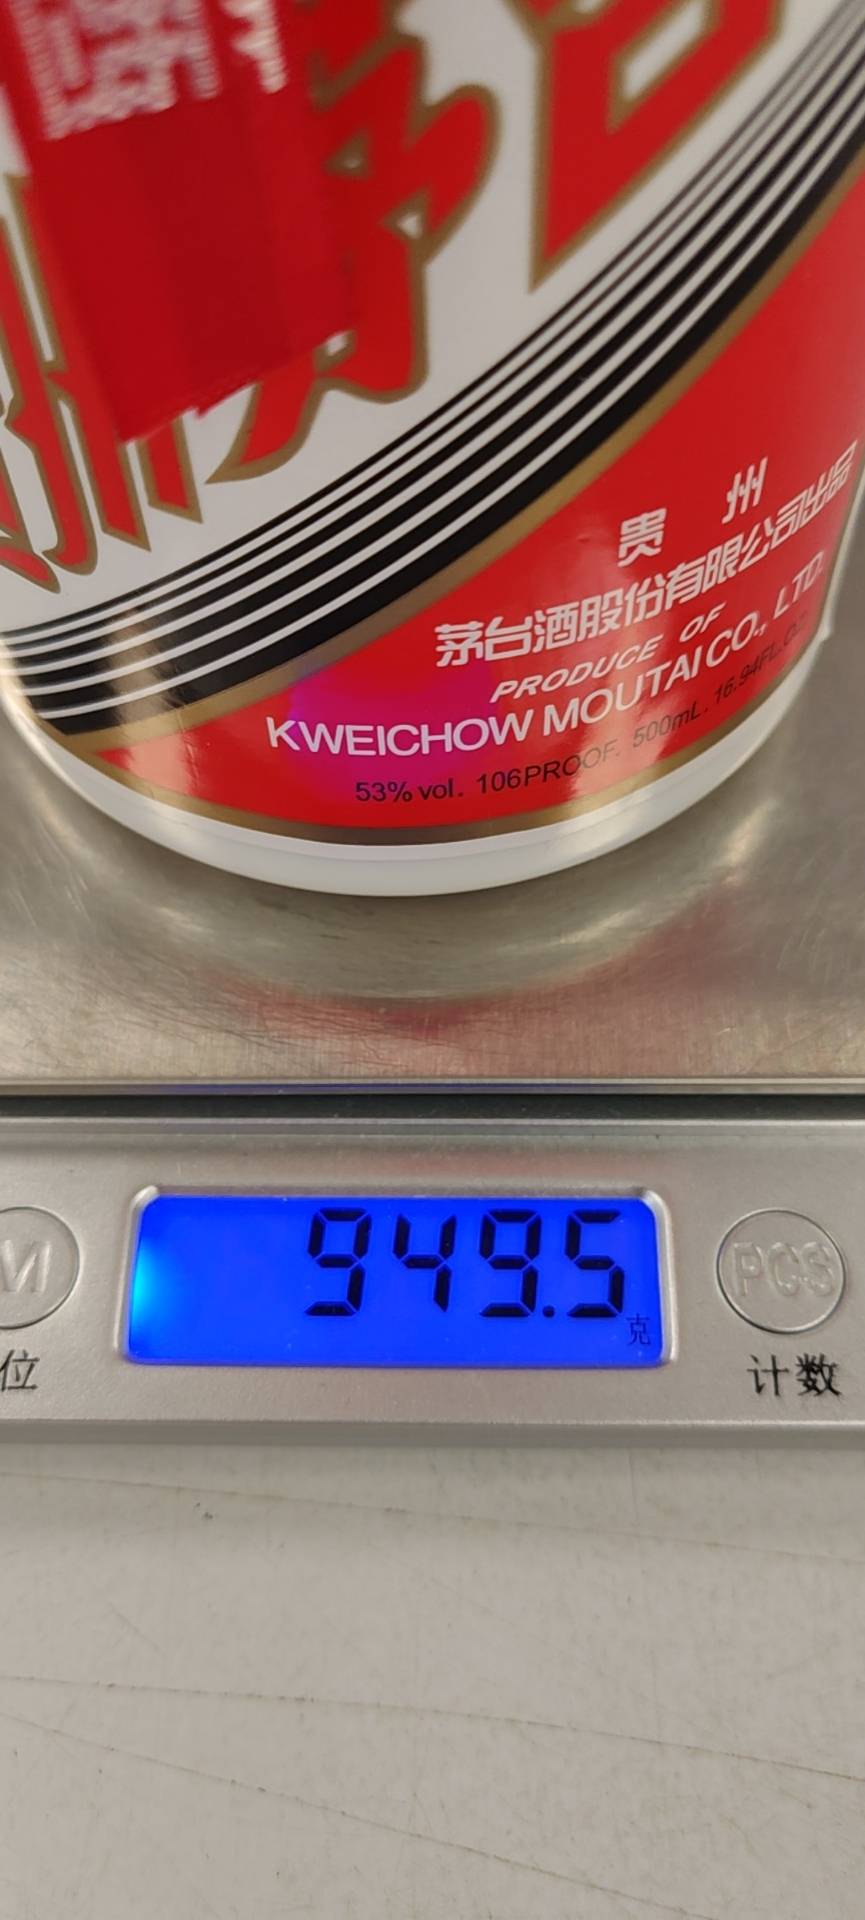 贵州
茅台酒股份有限公司出品
PRODUCE OF
KWEICHOW MOUTAI CO., LTD.
53% vol. 106PROOF. 500mL. 16.94FL.OZ
949.5
克
M
PCS
位
计数